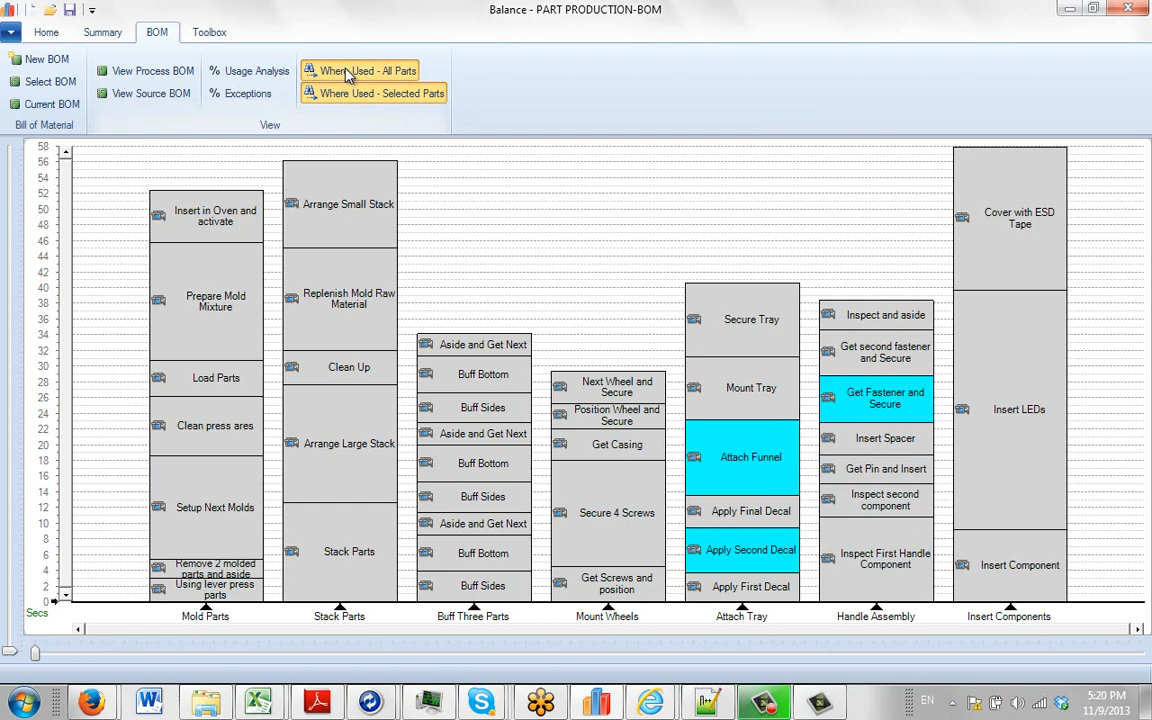 Balance - PART PRODUCTION-BOM
Home Summary BOM Toolbox
New BOM
Select BOM
Current BOM
Bill of Material
View Process BOM
View Source BOM
% Usage Analysis
% Exceptions
Where Used - All Parts
Where Used - Selected Parts
View
58
56
54
52
50
48
46
44
42
40
38
36
34
32
30
28
26
24
22
20
18
16
14
12
10
8
6
4
2
0
Secs
Insert in Oven and
activate
Prepare Mold
Mixture
Load Parts
Clean press ares
Setup Next Molds
Remove 2 molded
parts and aside
Using lever press
parts
Mold Parts
Arrange Small Stack
Replenish Mold Raw
Material
Clean Up
Arrange Large Stack
Stack Parts
Stack Parts
Aside and Get Next
Buff Bottom
Buff Sides
Aside and Get Next
Buff Bottom
Buff Sides
Aside and Get Next
Buff Bottom
Buff Sides
Buff Three Parts
Next Wheel and
Secure
Position Wheel and
Secure
Get Casing
Secure 4 Screws
Get Screws and
position
Mount Wheels
Secure Tray
Mount Tray
Attach Funnel
Apply Final Decal
Apply Second Decal
Apply First Decal
Attach Tray
Inspect and aside
Get second fastener
and Secure
Get Fastener and
Secure
Insert Spacer
Get Pin and Insert
Inspect second
component
Inspect First Handle
Component
Handle Assembly
Cover with ESD
Tape
Insert LEDs
Insert Component
Insert Components
EN
5:20 PM
11/9/2013